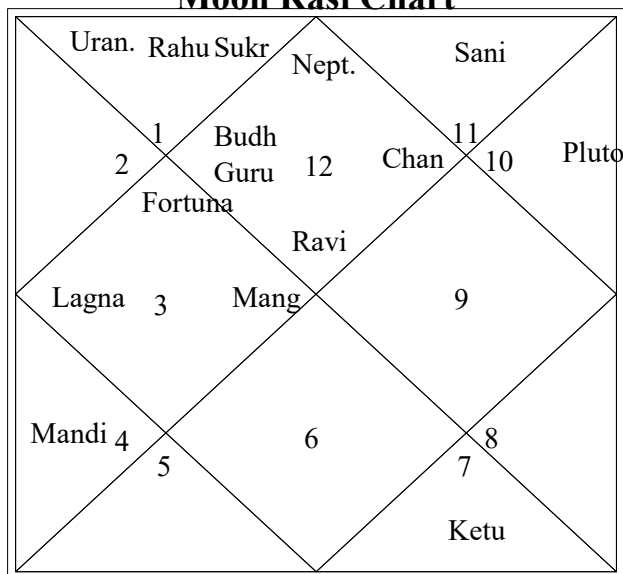 Moon Rasi Chart
Uran. Rahu Sukr
Nept.
Sani
1
Budh
11
2
Guru
12
Chan
10
Pluto
Fortuna
Ravi
Lagna
3
Mang
9
Mandi
4
6
8
5
7
Ketu